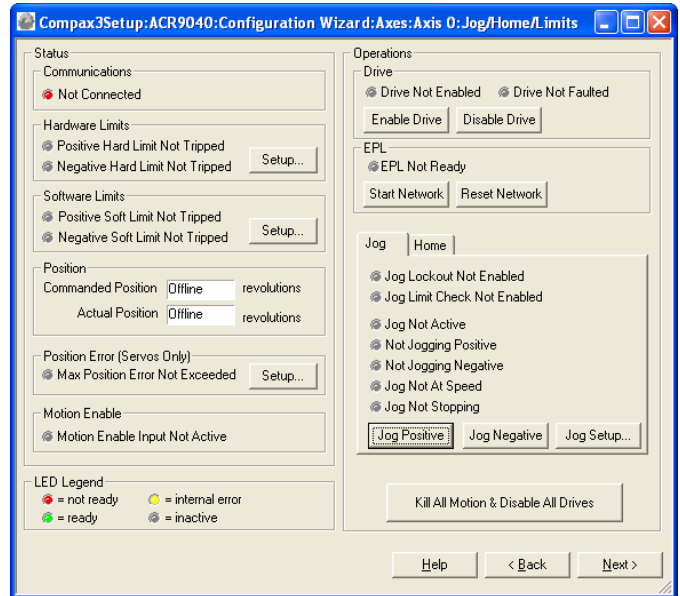 Compax3Setup:ACR9040:Configuration Wizard:Axes:Axis 0:Jog/Home/Limits
Status
Communications
Not Connected
Hardware Limits
Positive Hard Limit Not Tripped
Negative Hard Limit Not Tripped
Setup...
Software Limits
Positive Soft Limit Not Tripped
Negative Soft Limit Not Tripped
Setup...
Position
Commanded Position Offline revolutions
Actual Position Offline revolutions
Position Error (Servos Only)
Max Position Error Not Exceeded Setup...
Motion Enable
Motion Enable Input Not Active
LED Legend
= not ready = internal error
= ready = inactive
Operations
Drive
Drive Not Enabled Drive Not Faulted
Enable Drive Disable Drive
EPL
EPL Not Ready
Start Network Reset Network
Jog Home
Jog Lockout Not Enabled
Jog Limit Check Not Enabled
Jog Not Active
Not Jogging Positive
Not Jogging Negative
Jog Not At Speed
Jog Not Stopping
Jog Positive Jog Negative Jog Setup...
Kill All Motion & Disable All Drives
Help < Back Next >